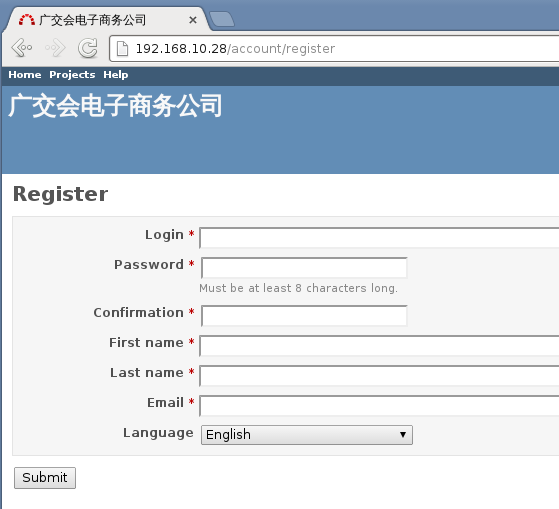 广交会电子商务公司
192.168.10.28/account/register
Home Projects Help
广交会电子商务公司
Register
Login *
Password *
Must be at least 8 characters long.
Confirmation *
First name *
Last name *
Email *
Language English
Submit